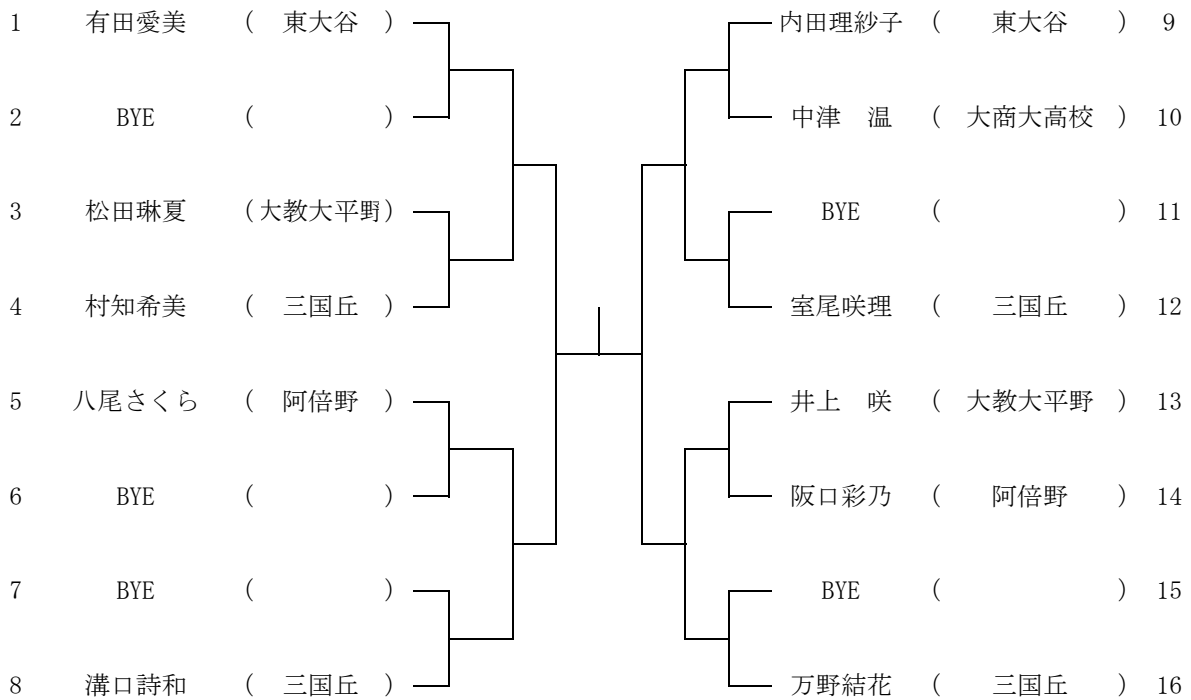 1 有田愛美 ( 東大谷 ) 内田理紗子 ( 東大谷 ) 9
2 BYE ( ) 中津 温 ( 大商大高校 ) 10
3 松田琳夏 ( 大教大平野 ) BYE ( ) 11
4 村知希美 ( 三国丘 ) 室尾咲理 ( 三国丘 ) 12
5 八尾さくら ( 阿倍野 ) 井上 咲 ( 大教大平野 ) 13
6 BYE ( ) 阪口彩乃 ( 阿倍野 ) 14
7 BYE ( ) BYE ( ) 15
8 溝口詩和 ( 三国丘 ) 万野結花 ( 三国丘 ) 16